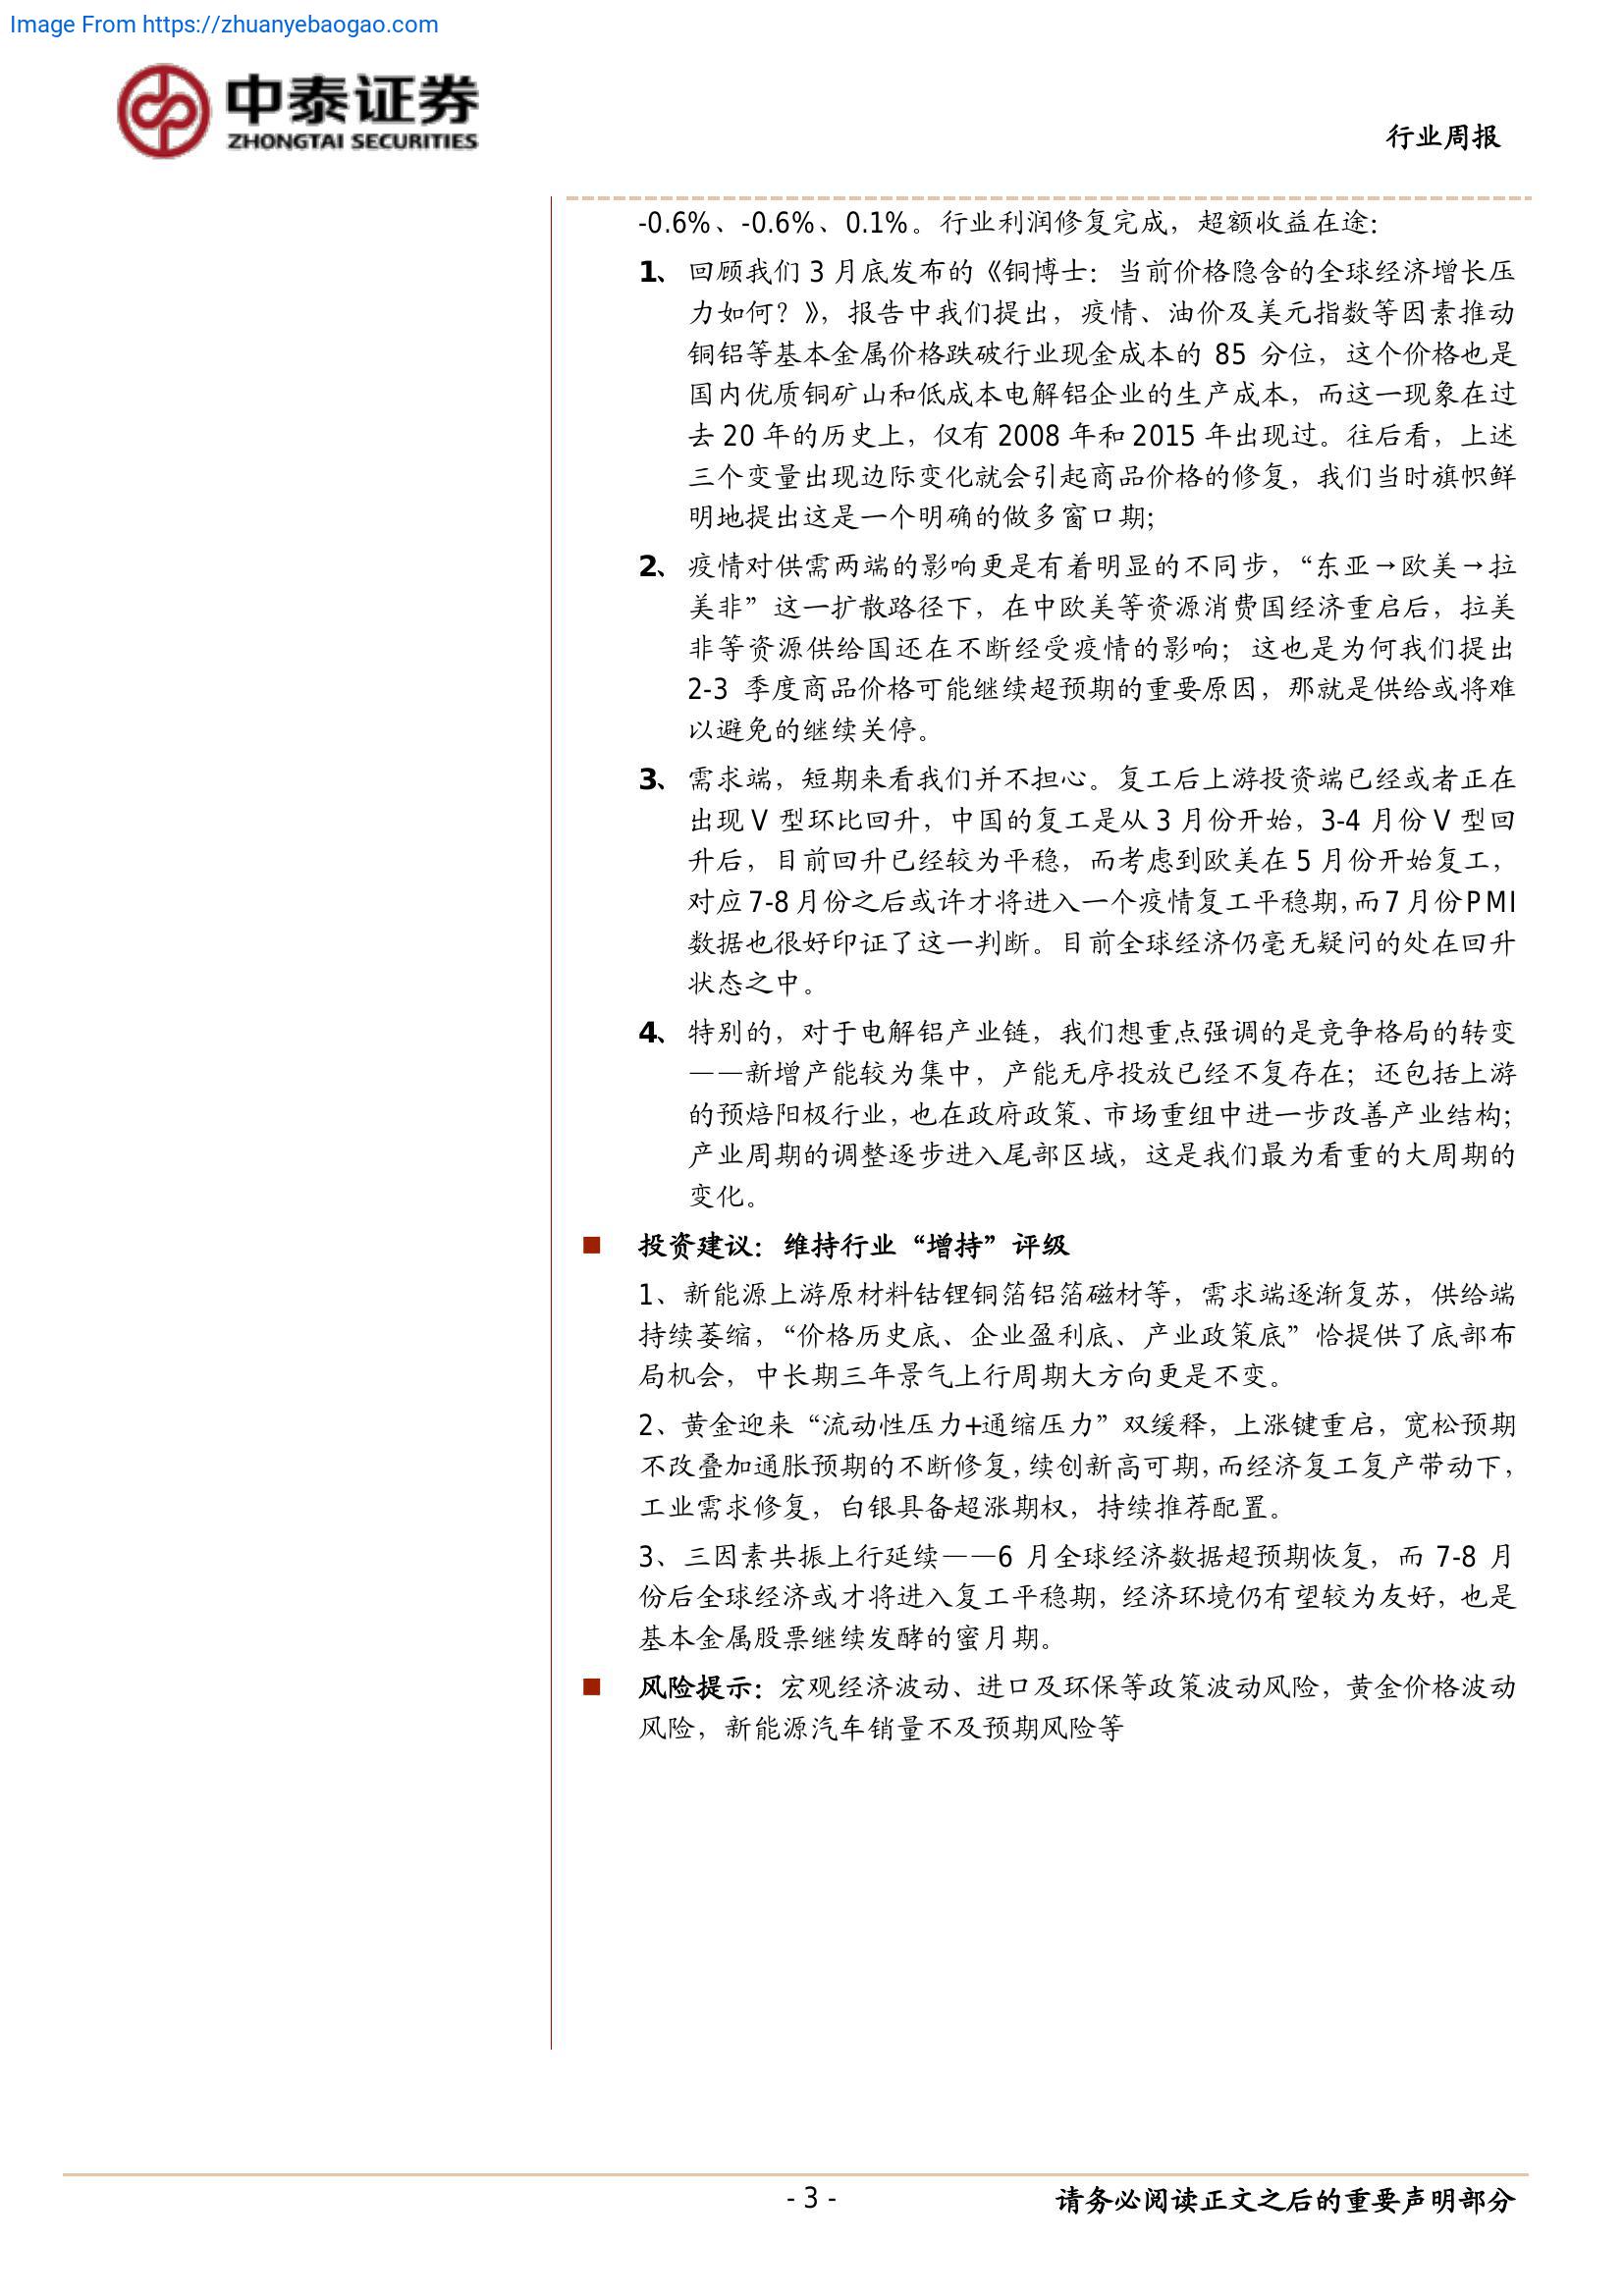 Image From https://zhuanyebaogao.com
中泰证券
ZHONGTAI SECURITIES
行业周报
-0.6%、-0.6%、0.1%。行业利润修复完成，超额收益在途：
1、 回顾我们 3 月底发布的《铜博士：当前价格隐含的全球经济增长压
力如何？》，报告中我们提出，疫情、油价及美元指数等因素推动
铜铝等基本金属价格跌破行业现金成本的 85 分位，这个价格也是
国内优质铜矿山和低成本电解铝企业的生产成本，而这一现象在过
去 20 年的历史上，仅有 2008 年和 2015 年出现过。往后看，上述
三个变量出现边际变化就会引起商品价格的修复，我们当时旗帜鲜
明地提出这是一个明确的做多窗口期；
2、 疫情对供需两端的影响更是有着明显的不同步，“东亚→欧美→拉
美非”这一扩散路径下，在中欧美等资源消费国经济重启后，拉美
非等资源供给国还在不断经受疫情的影响；这也是为何我们提出
2-3 季度商品价格可能继续超预期的重要原因，那就是供给或将难
以避免的继续关停。
3、 需求端，短期来看我们并不担心。复工后上游投资端已经或者正在
出现 V 型环比回升，中国的复工是从 3 月份开始，3-4 月份 V 型回
升后，目前回升已经较为平稳，而考虑到欧美在 5 月份开始复工，
对应 7-8 月份之后或许才将进入一个疫情复工平稳期，而 7 月份 PMI
数据也很好印证了这一判断。目前全球经济仍毫无疑问的处在回升
状态之中。
4、 特别的，对于电解铝产业链，我们想重点强调的是竞争格局的转变
——新增产能较为集中，产能无序投放已经不复存在；还包括上游
的预焙阳极行业，也在政府政策、市场重组中进一步改善产业结构；
产业周期的调整逐步进入尾部区域，这是我们最为看重的大周期的
变化。
■ 投资建议：维持行业“增持”评级
1、新能源上游原材料钴锂铜箔铝箔磁材等，需求端逐渐复苏，供给端
持续萎缩，“价格历史底、企业盈利底、产业政策底”恰提供了底部布
局机会，中长期三年景气上行周期大方向更是不变。
2、黄金迎来“流动性压力+通缩压力”双缓释，上涨键重启，宽松预期
不改叠加通胀预期的不断修复，续创新高可期，而经济复工复产带动下，
工业需求修复，白银具备超涨期权，持续推荐配置。
3、三因素共振上行延续——6 月全球经济数据超预期恢复，而 7-8 月
份后全球经济或才将进入复工平稳期，经济环境仍有望较为友好，也是
基本金属股票继续发酵的蜜月期。
■ 风险提示：宏观经济波动、进口及环保等政策波动风险，黄金价格波动
风险，新能源汽车销量不及预期风险等
- 3 -
请务必阅读正文之后的重要声明部分